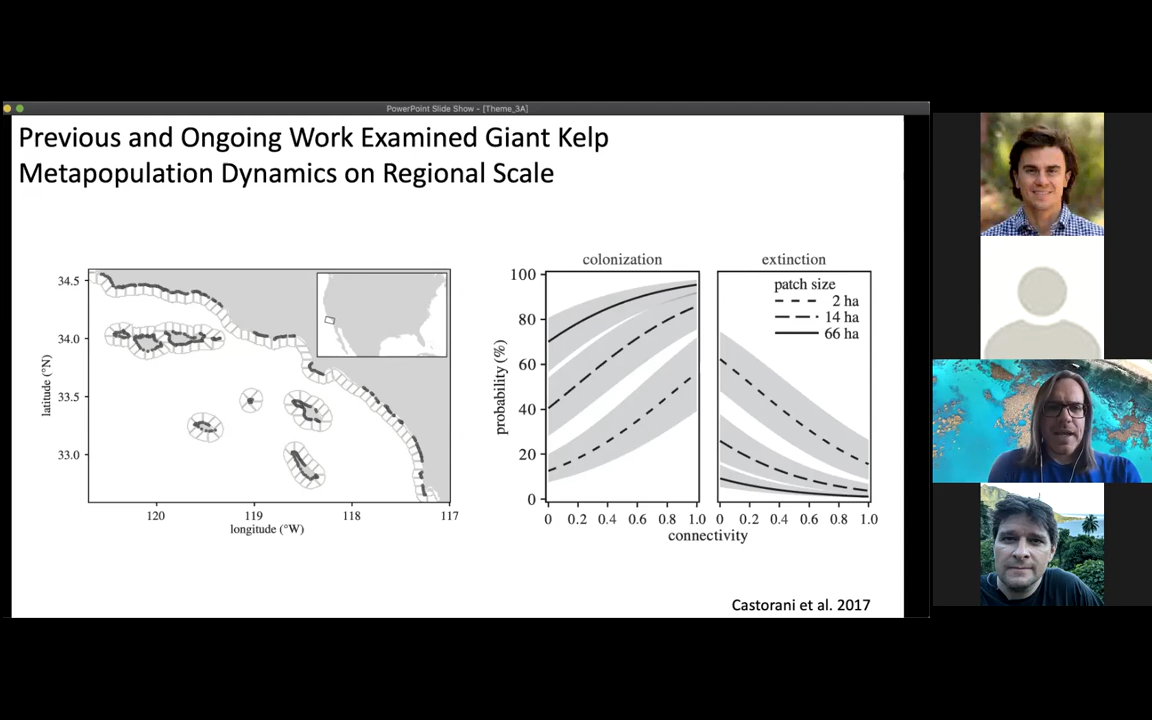 PowerPoint Slide Show - [Theme_3A]
Previous and Ongoing Work Examined Giant Kelp
Metapopulation Dynamics on Regional Scale
34.5
34.0
33.5
33.0
latitude (°N)
120
119
118
117
longitude (°W)
colonization
extinction
patch size
2 ha
14 ha
66 ha
100
80
60
40
20
0
probability (%)
0 0.2 0.4 0.6 0.8 1.0
0 0.2 0.4 0.6 0.8 1.0
connectivity
Castorani et al. 2017